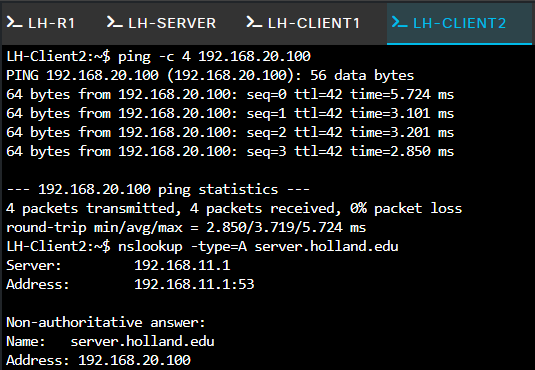 >_ LH-R1 >_ LH-SERVER >_ LH-CLIENT1 >_ LH-CLIENT2
LH-Client2:~$ ping -c 4 192.168.20.100
PING 192.168.20.100 (192.168.20.100): 56 data bytes
64 bytes from 192.168.20.100: seq=0 ttl=42 time=5.724 ms
64 bytes from 192.168.20.100: seq=1 ttl=42 time=3.101 ms
64 bytes from 192.168.20.100: seq=2 ttl=42 time=3.201 ms
64 bytes from 192.168.20.100: seq=3 ttl=42 time=2.850 ms

--- 192.168.20.100 ping statistics ---
4 packets transmitted, 4 packets received, 0% packet loss
round-trip min/avg/max = 2.850/3.719/5.724 ms
LH-Client2:~$ nslookup -type=A server.holland.edu
Server:         192.168.11.1
Address:        192.168.11.1:53

Non-authoritative answer:
Name:   server.holland.edu
Address: 192.168.20.100